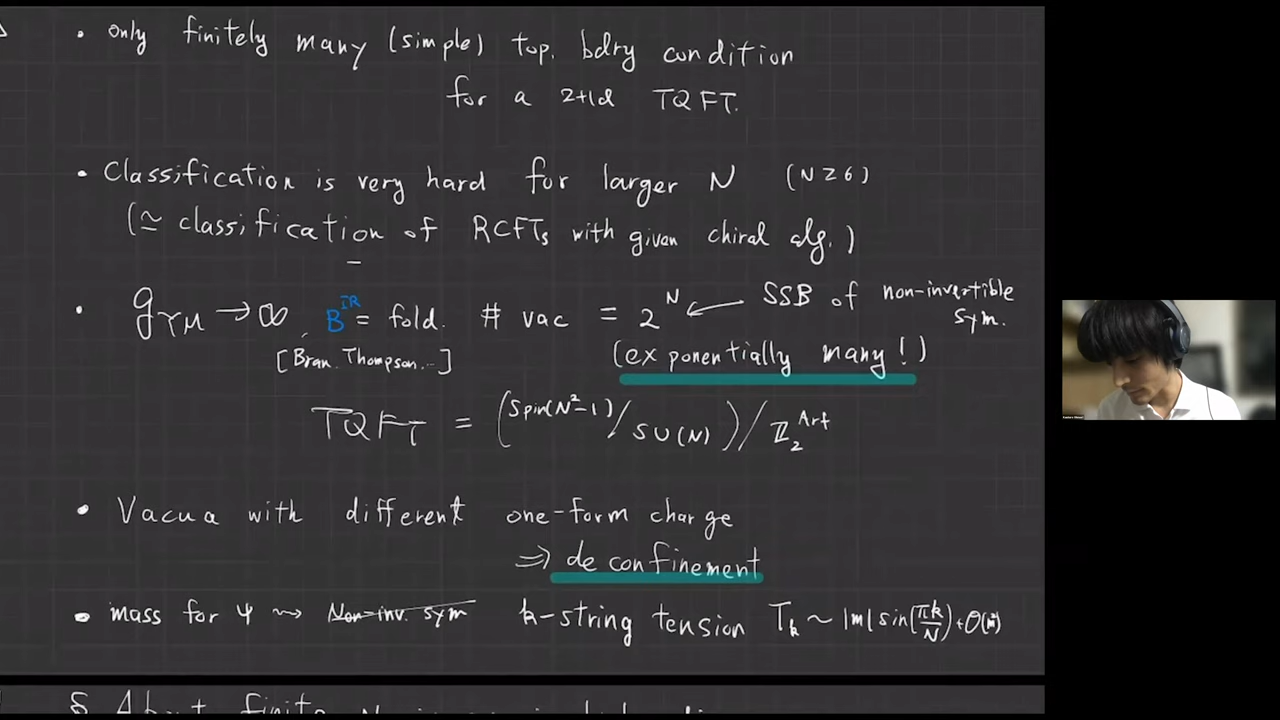 • only finitely many (simple) top. bdry condition
for a 2+1d TQFT.
• Classification is very hard for larger N (N≥6)
(≃ classification of RCFTs with given chiral alg.)
• g_YM → ∞, B^IR = fold. # vac = 2^N ← SSB of non-invertible sym.
[ Thompson...] (exponentially many!)
TQFT = (Spin(N²-1)/SU(N))/Z₂^Arf
• Vacua with different one-form charge
⇒ deconfinement
• mass for ψ ⇝ Non-inv. sym k-string tension T_k ~ |m| sin(πk/N) +
§ About finite